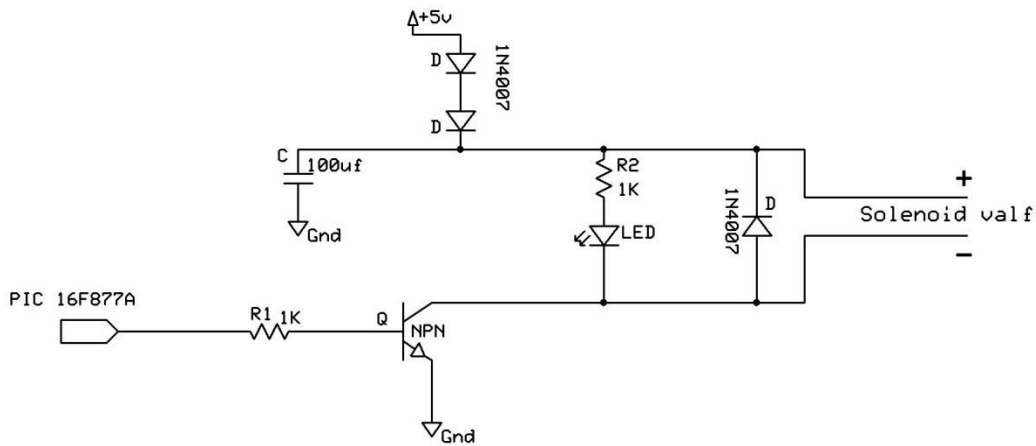 +5v
D
1N4007
D
C
100uf
R2
1K
D
1N4007
+
Solenoid valf
LED
Gnd
−
PIC 16F877A
R1
1K
Q
NPN
Gnd